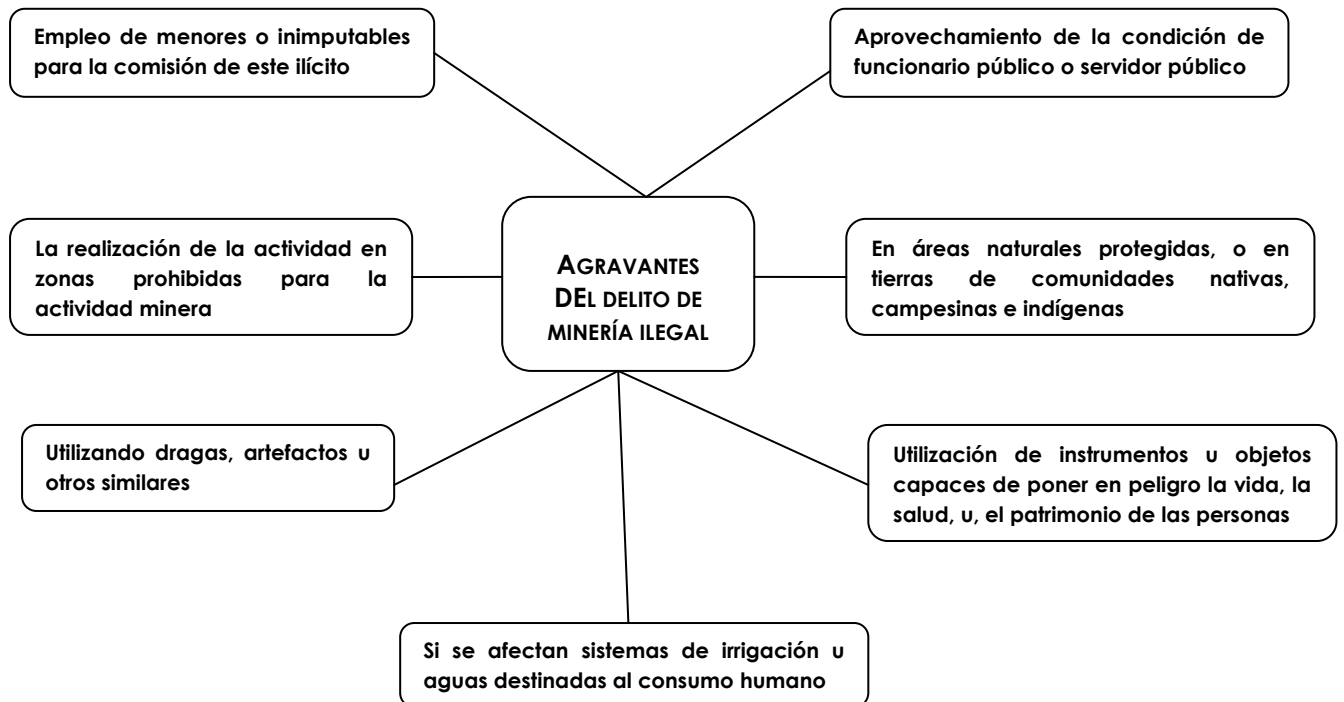 Empleo de menores o inimputables
para la comisión de este ilícito
Aprovechamiento de la condición de
funcionario público o servidor público
La realización de la actividad en
zonas prohibidas para la
actividad minera
AGRAVANTES
DEL DELITO DE
MINERÍA ILEGAL
En áreas naturales protegidas, o en
tierras de comunidades nativas,
campesinas e indígenas
Utilizando dragas, artefactos u
otros similares
Utilización de instrumentos u objetos
capaces de poner en peligro la vida, la
salud, u, el patrimonio de las personas
Si se afectan sistemas de irrigación u
aguas destinadas al consumo humano